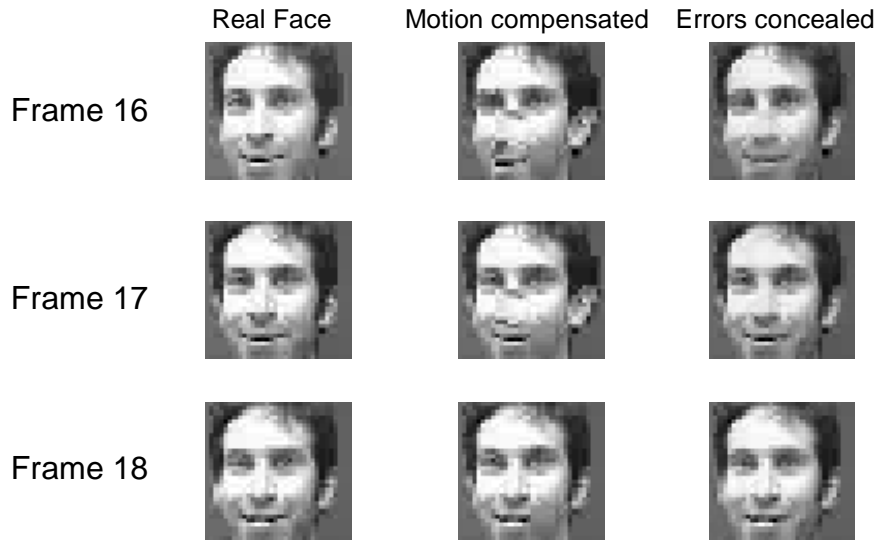 Real Face Motion compensated Errors concealed
Frame 16
Frame 17
Frame 18